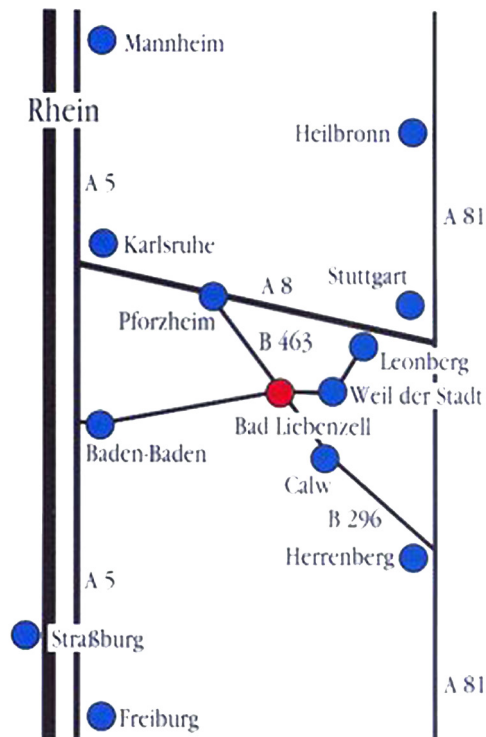 Mannheim
Rhein
Heilbronn
A 5
A 81
Karlsruhe
Stuttgart
A 8
Pforzheim
B 463
Leonberg
Weil der Stadt
Bad Liebenzell
Baden-Baden
Calw
B 296
Herrenberg
A 5
Straßburg
A 81
Freiburg